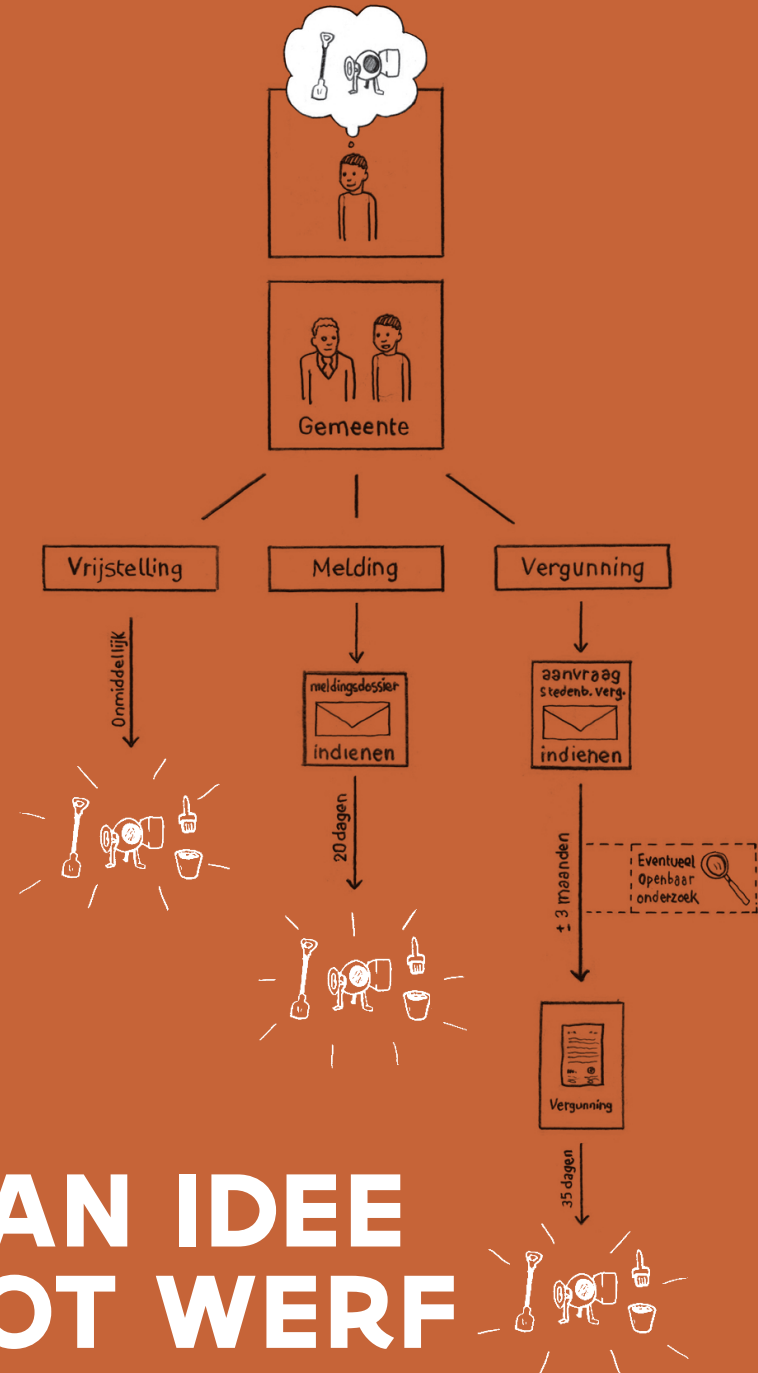 Gemeente
Vrijstelling
Melding
Vergunning
Onmiddellijk
meldingsdossier
indienen
aanvraag
stedenb. verg.
indienen
20 dagen
± 3 maanden
Eventueel
Openbaar
onderzoek
Vergunning
35 dagen
AN IDEE
OT WERF